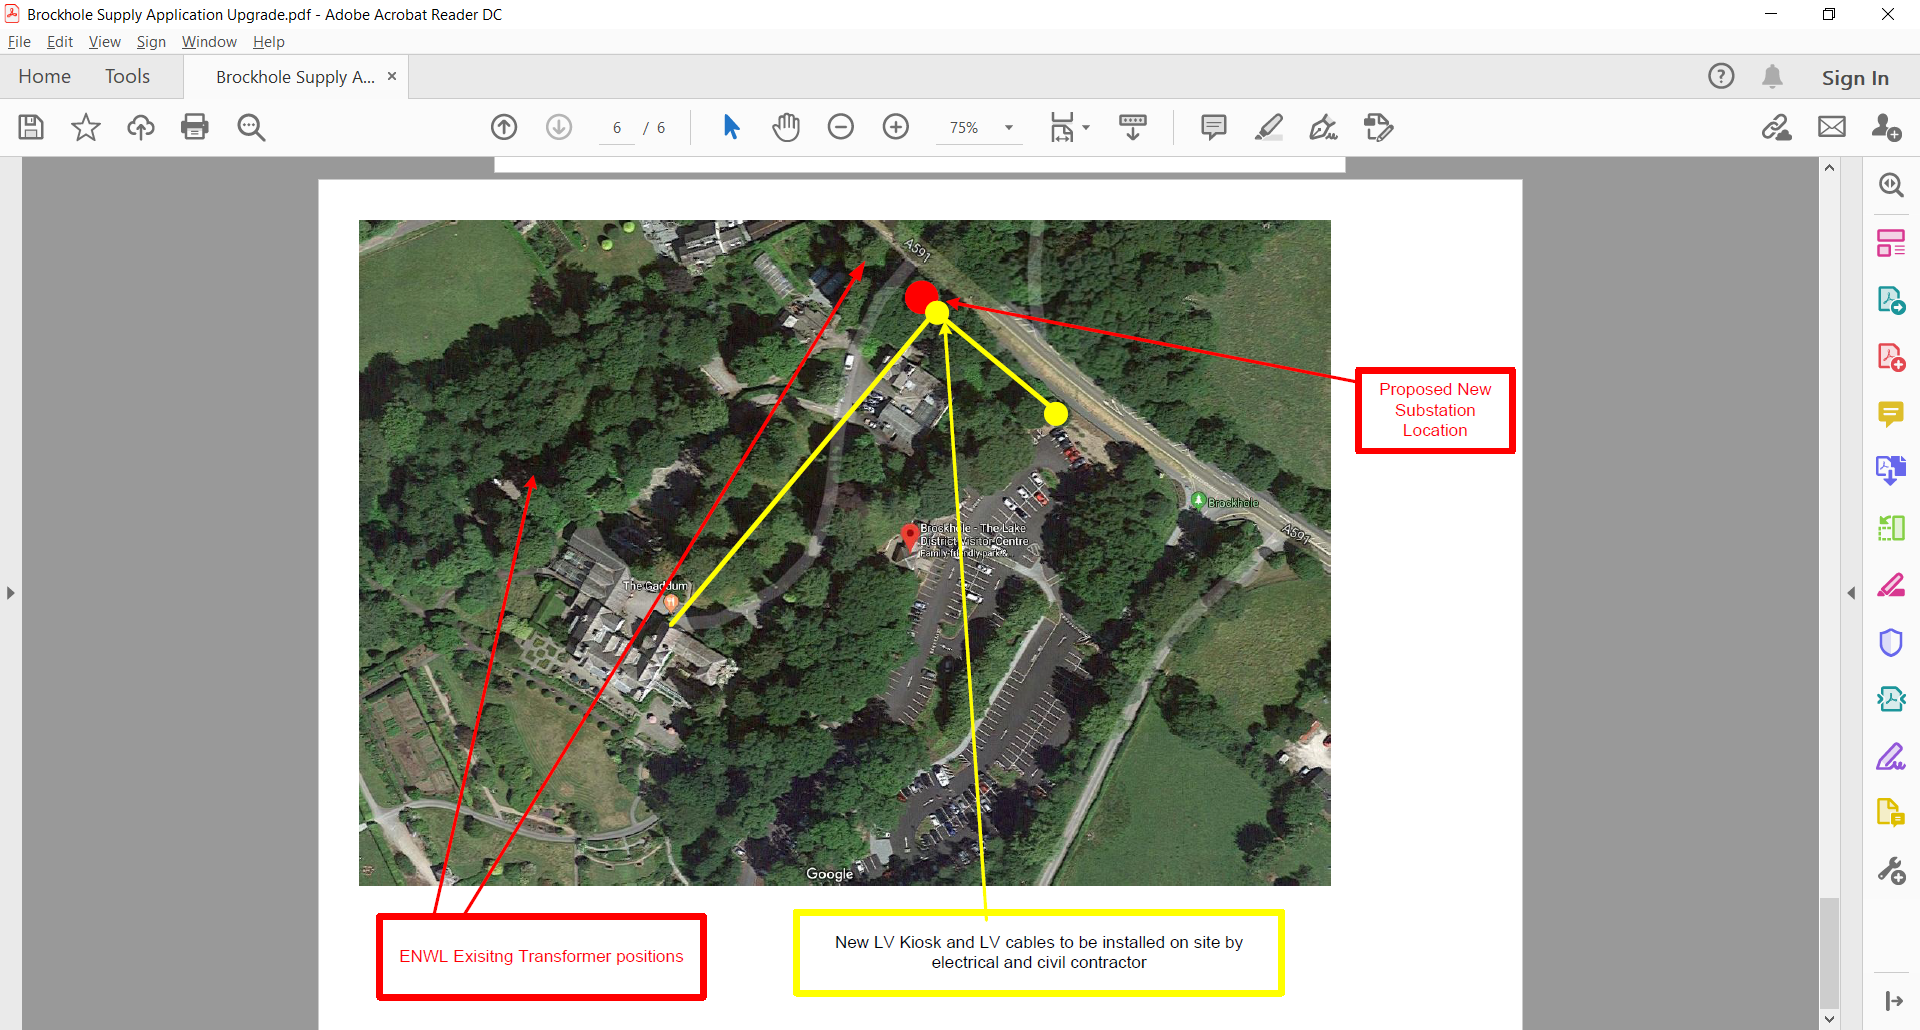 Brockhole Supply Application Upgrade.pdf - Adobe Acrobat Reader DC
File Edit View Sign Window Help
Home Tools Brockhole Supply A... × Sign In
6 / 6 75%
A591
Proposed New
Substation
Location
Brockhole
A591
Brockhole - The Lake
District Visitor Centre
Family-friendly park&...
The Gaddum
Google
ENWL Exisitng Transformer positions
New LV Kiosk and LV cables to be installed on site by
electrical and civil contractor